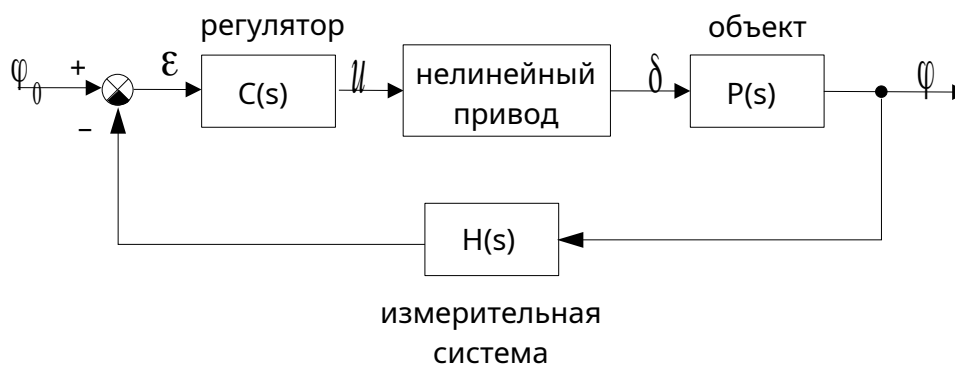 регулятор
объект
φ₀
+
ε
C(s)
u
нелинейный
привод
δ
P(s)
φ
−
H(s)
измерительная
система